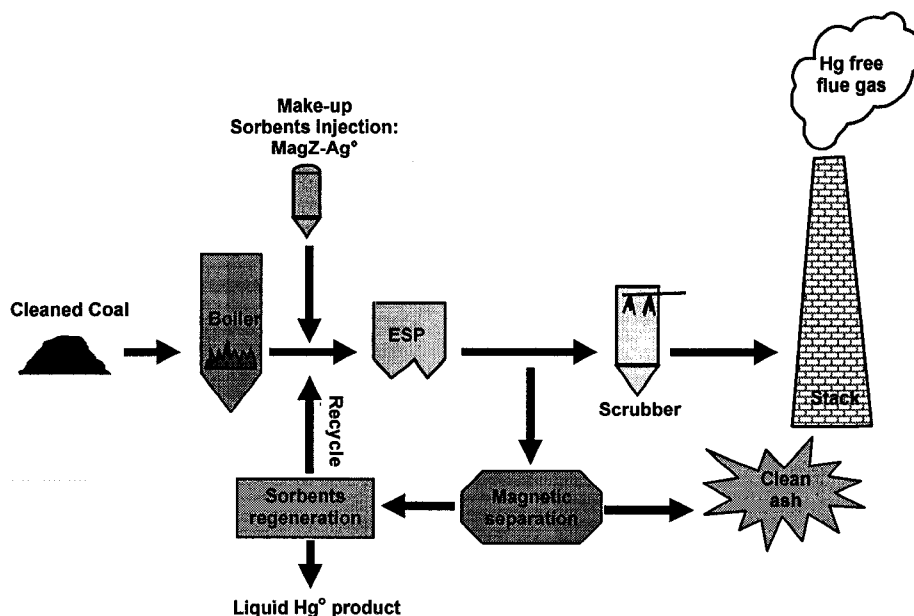 Hg free
flue gas
Make-up
Sorbents Injection:
MagZ-Ag°
Cleaned Coal
Boiler
ESP
Recycle
Scrubber
Stack
Sorbents
regeneration
Magnetic
separation
Clean
ash
Liquid Hg° product